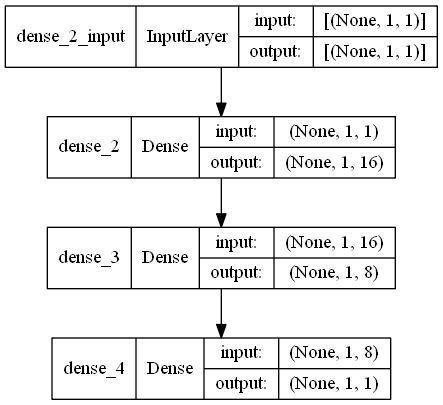 dense_2_input InputLayer input: [(None, 1, 1)]
output: [(None, 1, 1)]
dense_2 Dense input: (None, 1, 1)
output: (None, 1, 16)
dense_3 Dense input: (None, 1, 16)
output: (None, 1, 8)
dense_4 Dense input: (None, 1, 8)
output: (None, 1, 1)